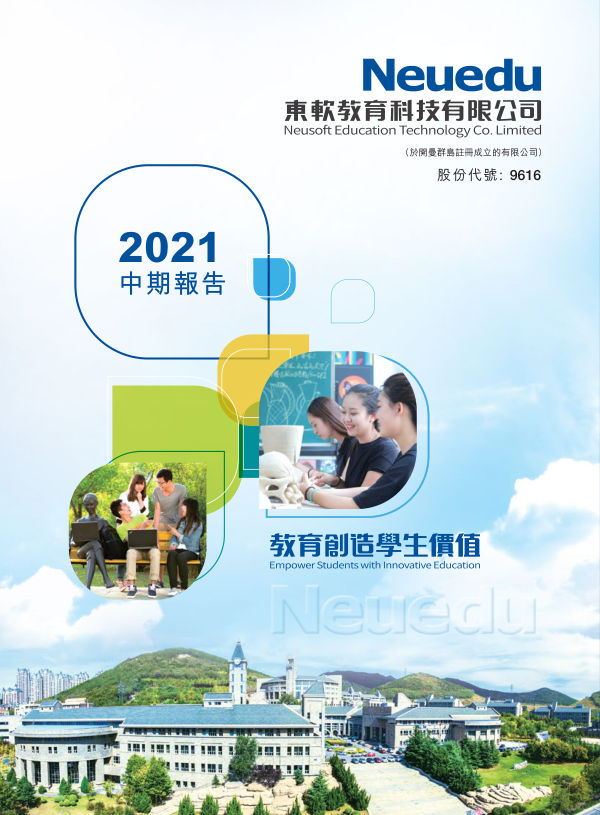 Neuedu
東軟教育科技有限公司
Neusoft Education Technology Co. Limited
（於開曼群島註冊成立的有限公司）
股份代號：9616
2021
中期報告
教育創造學生價值
Empower Students with Innovative Education
Neuedu